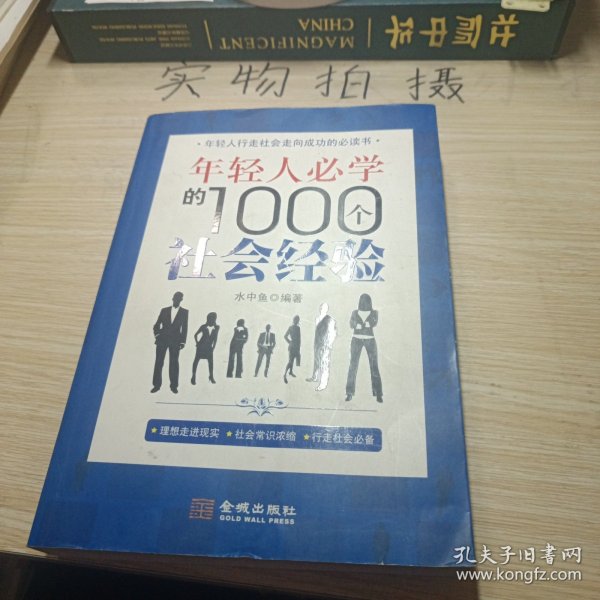 壮丽中华
MAGNIFICENT
CHINA
实物拍摄
·年轻人行走社会走向成功的必读书·
年轻人必学
的1000个
社会经验
水中鱼◎编著
★理想走进现实 ★社会常识浓缩 ★行走社会必备
金城出版社
GOLD WALL PRESS
孔夫子旧书网
www.kongfz.com